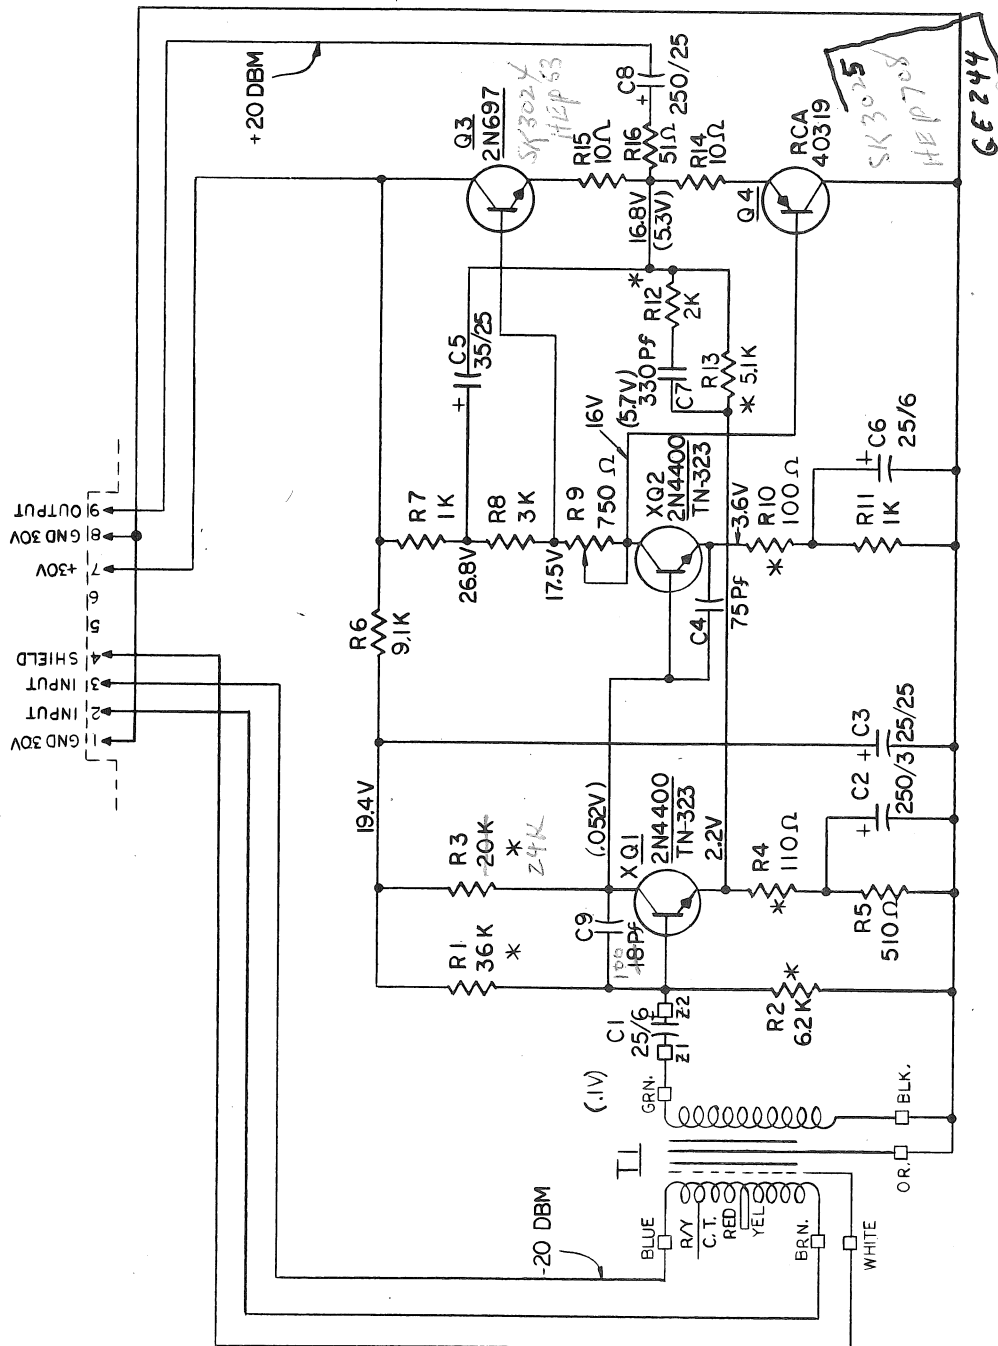 +20 DBM
-20 DBM
9 OUTPUT
8 GND 30V
7 +30V
6
5
4 SHIELD
3 INPUT
2 INPUT
1 GND 30V
Q3
2N697
SK3024
HEP53
C8
+
250/25
R15
10Ω
R16
51Ω
R14
10Ω
16.8V
(5.3V)
Q4
RCA
40319
SK3025
HEP708
GE244
C5
35/25
+
*
R12
2K
330Pf
C7
R13
5.1K
*
(5.7V)
16V
R7
1K
26.8V
R8
3K
17.5V
R9
750Ω
XQ2
2N4400
TN-323
3.6V
R10
100Ω
*
C6
+
25/6
R11
1K
C4
75Pf
R6
9.1K
19.4V
C3
+
25/25
C2
+
250/3
R3
20K
*
24K
(.052V)
XQ1
2N4400
TN-323
2.2V
R4
110Ω
*
R5
510Ω
R1
36K
*
C9
18Pf
100
C1
25/6
+
Z1
Z2
R2
6.2K
*
(.1V)
GRN.
BLK.
OR.
T1
BLUE
R/Y
C.T.
RED
YEL
BRN.
WHITE